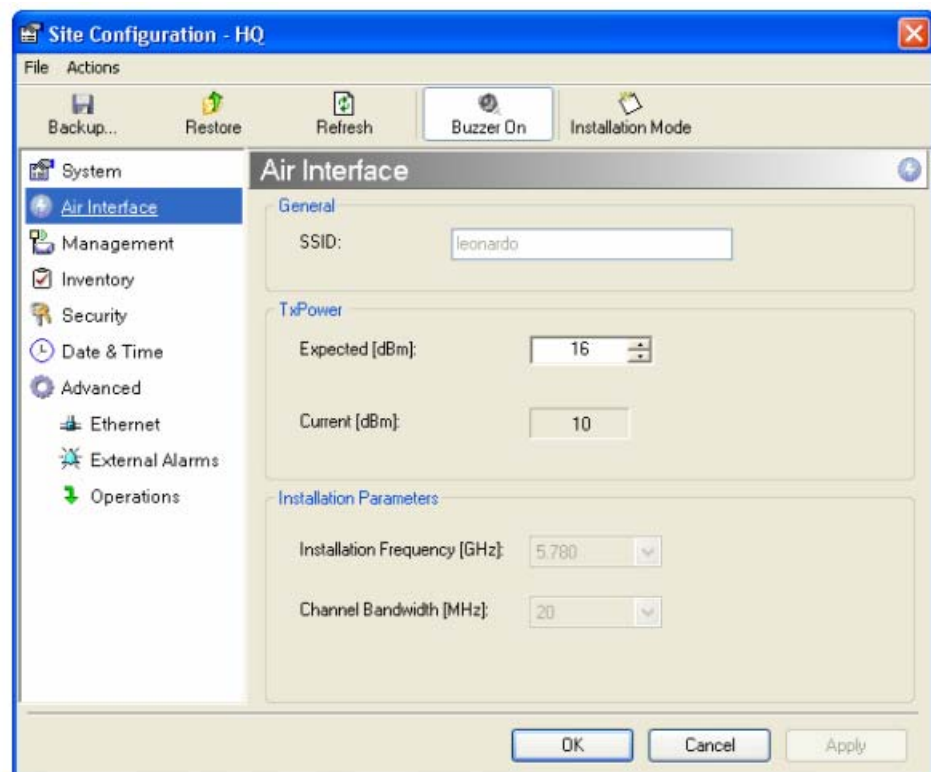 Site Configuration - HQ
File Actions
Backup... Restore Refresh Buzzer On Installation Mode
System
Air Interface
Management
Inventory
Security
Date & Time
Advanced
Ethernet
External Alarms
Operations
Air Interface
General
SSID: leonardo
TxPower
Expected [dBm]: 16
Current [dBm]: 10
Installation Parameters
Installation Frequency [GHz]: 5.780
Channel Bandwidth [MHz]: 20
OK Cancel Apply